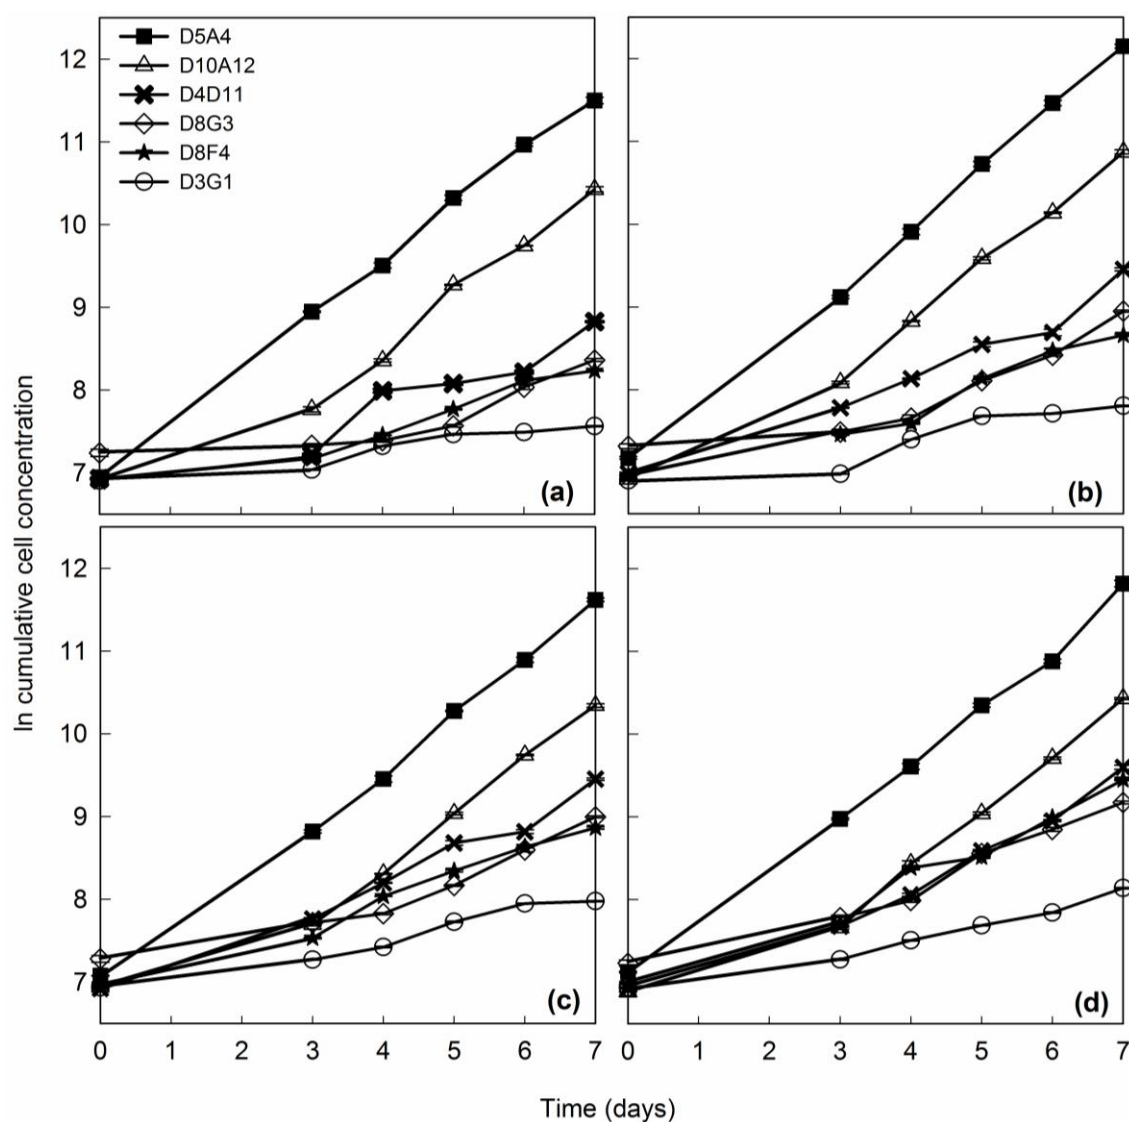 D5A4
D10A12
D4D11
D8G3
D8F4
D3G1
12
11
10
9
8
7
(a)
(b)
12
11
10
9
8
7
(c)
(d)
0 1 2 3 4 5 6 7
0 1 2 3 4 5 6 7
ln cumulative cell concentration
Time (days)